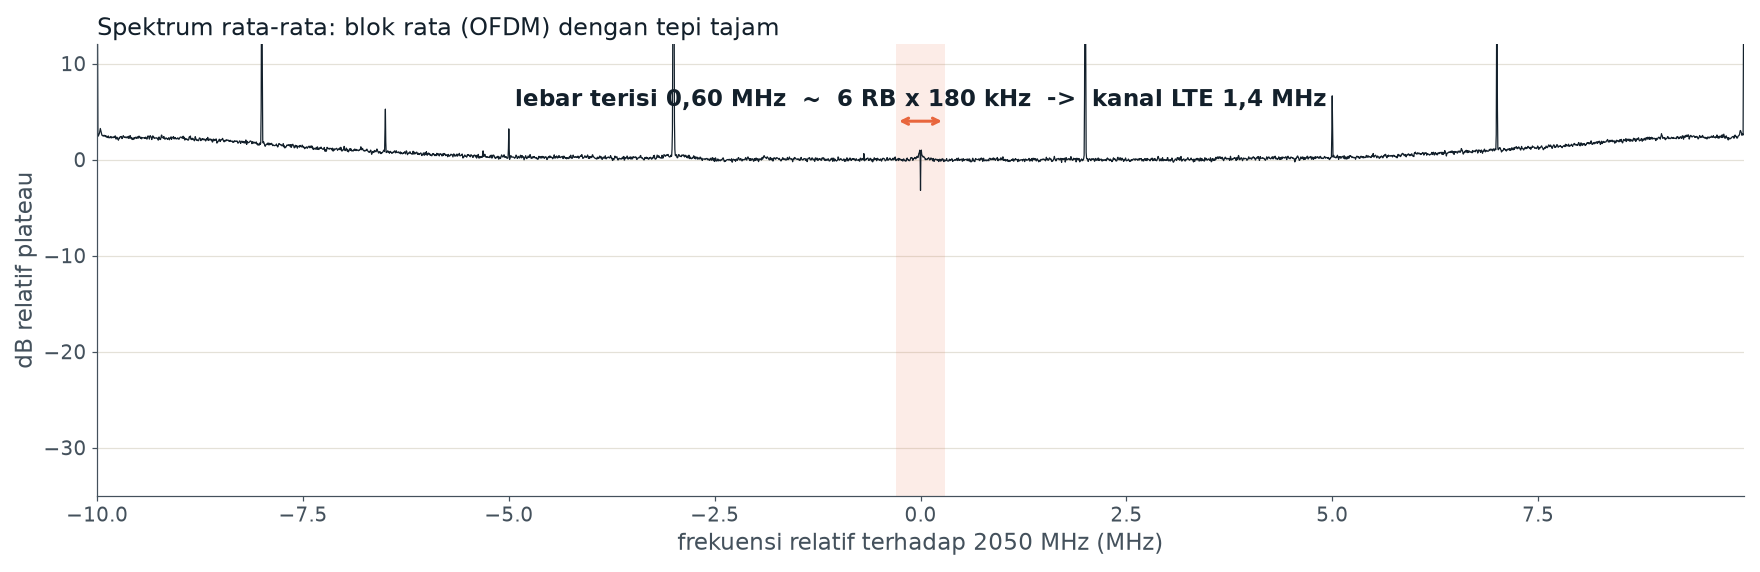 Spektrum rata-rata: blok rata (OFDM) dengan tepi tajam
lebar terisi 0,60 MHz ~ 6 RB x 180 kHz -> kanal LTE 1,4 MHz
10
0
−10
−20
−30
dB relatif plateau
−10.0 −7.5 −5.0 −2.5 0.0 2.5 5.0 7.5
frekuensi relatif terhadap 2050 MHz (MHz)